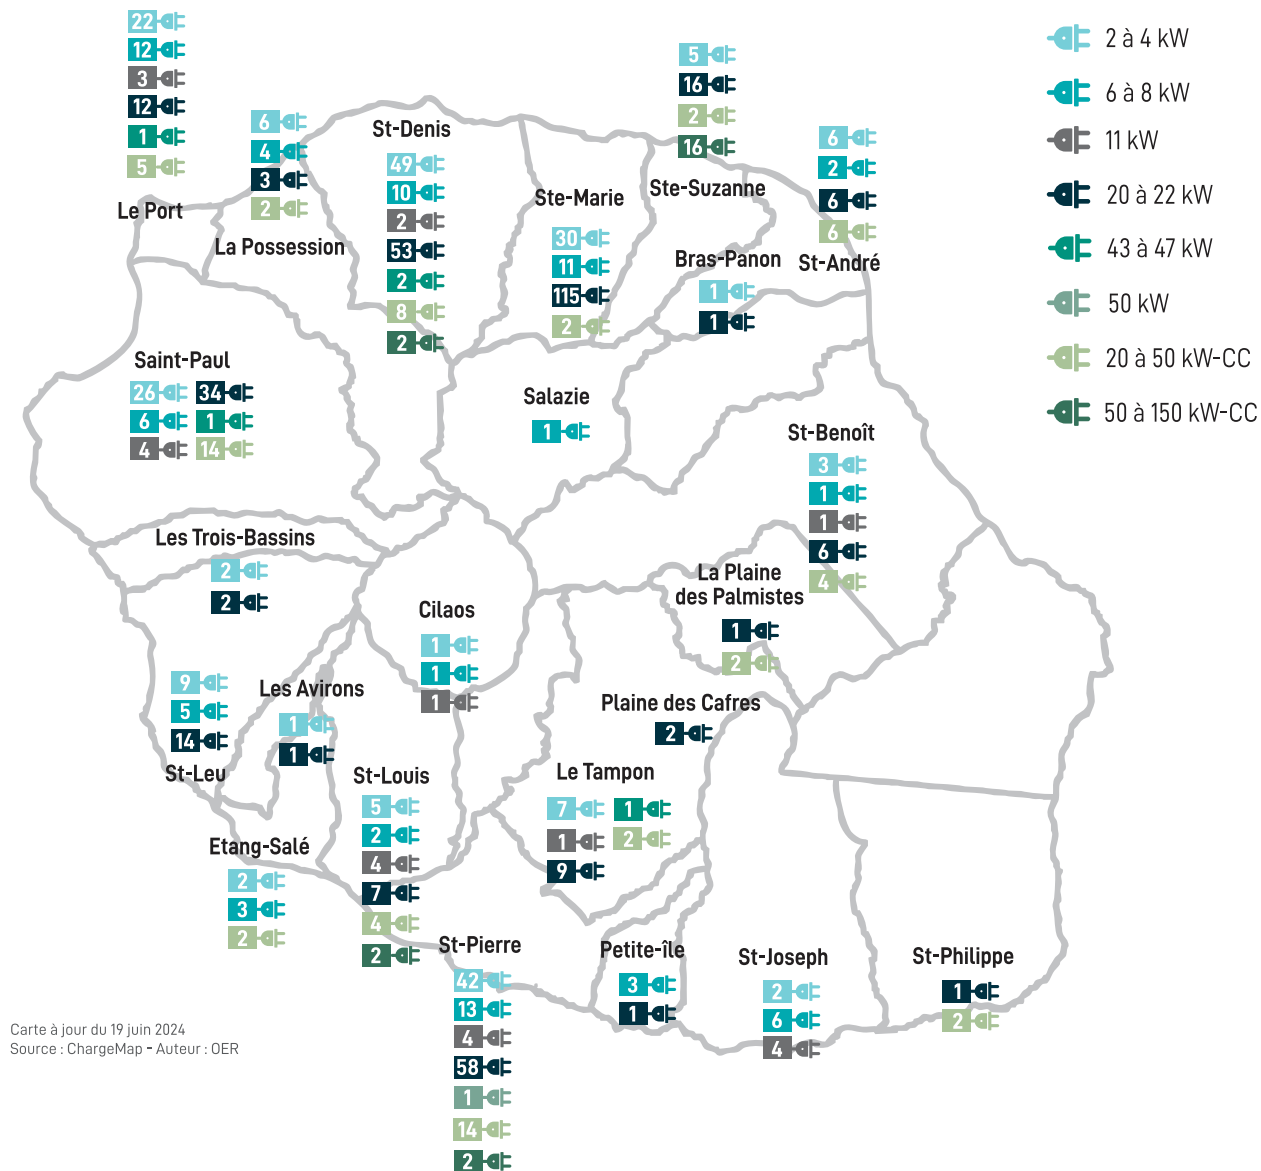 22
12
3
12
1
5
Le Port
6
4
3
2
La Possession
St-Denis
49
10
2
53
2
8
2
Ste-Marie
30
11
115
2
5
16
2
16
Ste-Suzanne
6
2
6
6
St-André
Bras-Panon
1
1
2 à 4 kW
6 à 8 kW
11 kW
20 à 22 kW
43 à 47 kW
50 kW
20 à 50 kW-CC
50 à 150 kW-CC
Saint-Paul
26 34
6 1
4 14
Salazie
1
St-Benoît
3
1
1
6
4
Les Trois-Bassins
2
2
La Plaine
des Palmistes
1
2
Cilaos
1
1
1
9
5
14
St-Leu
Les Avirons
1
1
Plaine des Cafres
2
Le Tampon
7 1
1 2
9
St-Louis
5
2
4
7
4
2
Etang-Salé
2
3
2
St-Pierre
42
13
4
58
1
14
2
Petite-île
3
1
St-Joseph
2
6
4
St-Philippe
1
2
Carte à jour du 19 juin 2024
Source : ChargeMap - Auteur : OER